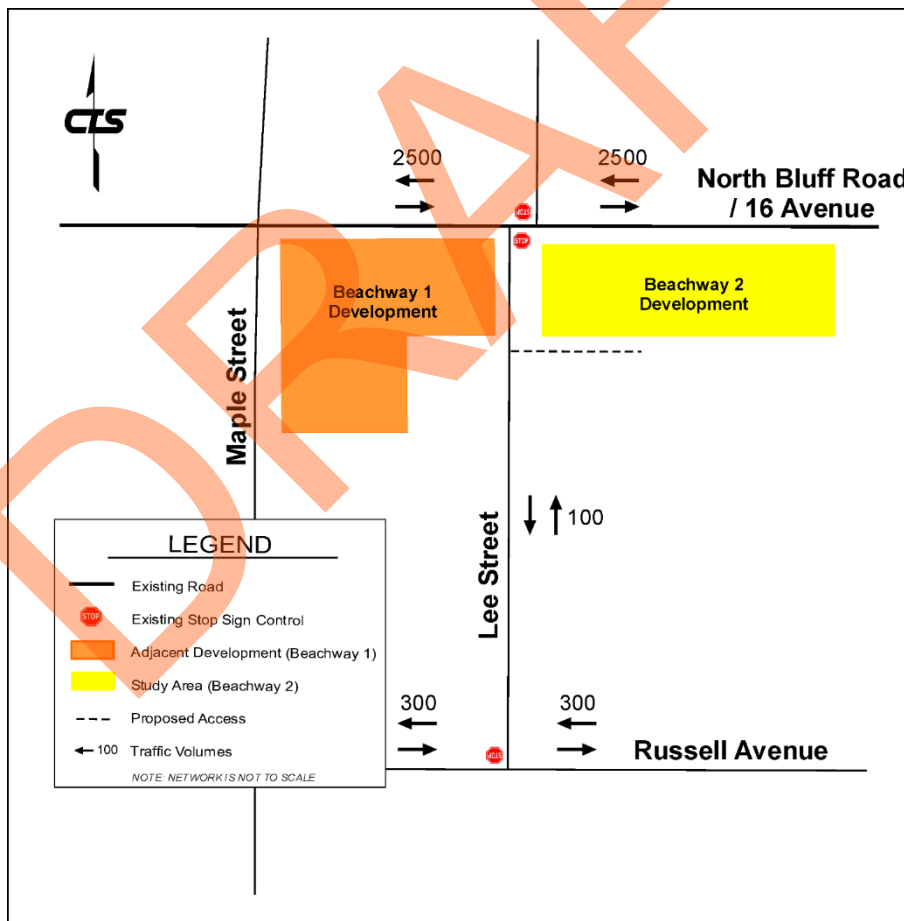 CTS
2500
2500
North Bluff Road
/ 16 Avenue
STOP
STOP
Beachway 1
Development
Beachway 2
Development
Maple Street
Lee Street
100
LEGEND
Existing Road
STOP
Existing Stop Sign Control
Adjacent Development (Beachway 1)
Study Area (Beachway 2)
Proposed Access
100
Traffic Volumes
NOTE: NETWORK IS NOT TO SCALE
300
300
STOP
Russell Avenue
DRAFT